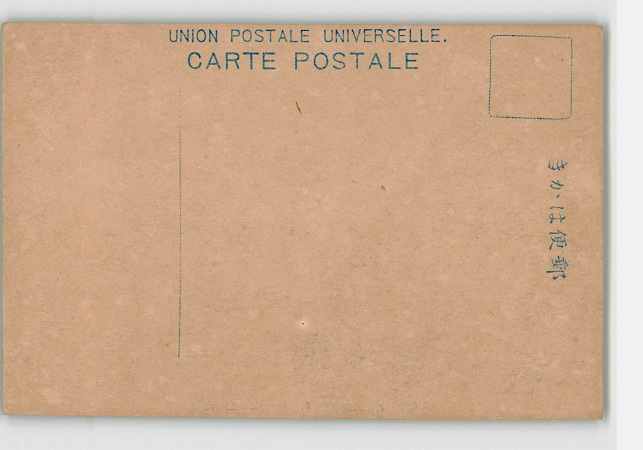 UNION POSTALE UNIVERSELLE.
CARTE POSTALE
きかは便郵